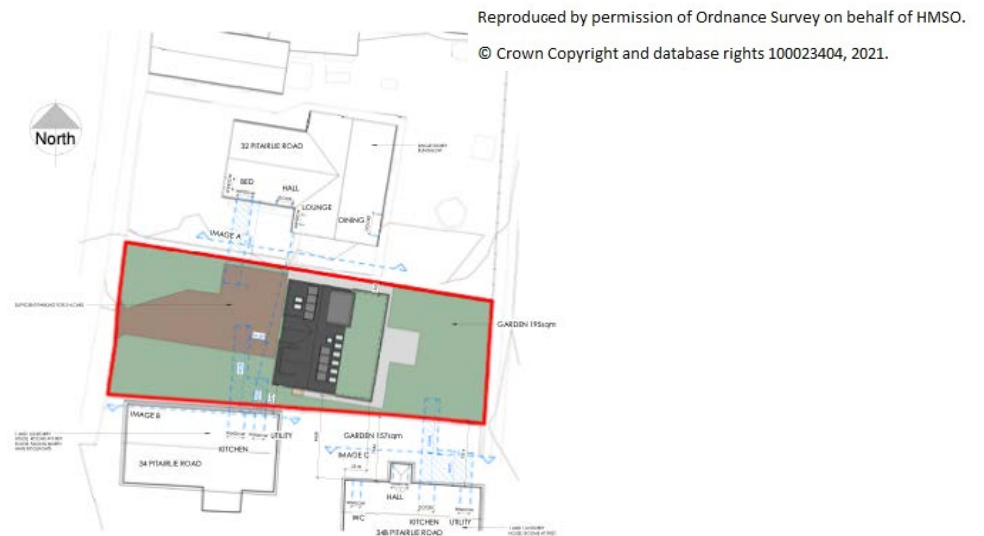 Reproduced by permission of Ordnance Survey on behalf of HMSO.
© Crown Copyright and database rights 100023404, 2021.
North
32 PITAIRLIE ROAD
BED
HALL
LOUNGE
DINING
IMAGE A
GARDEN 195sqm
IMAGE B
UTILITY
KITCHEN
34 PITAIRLIE ROAD
GARDEN 157sqm
IMAGE C
HALL
WC
KITCHEN
UTILITY
34B PITAIRLIE ROAD